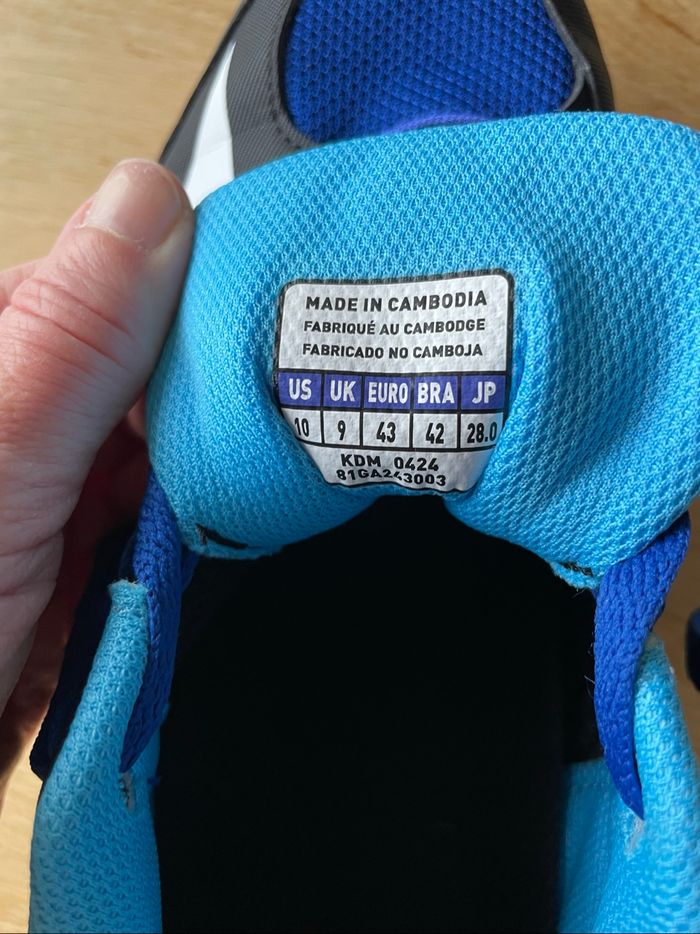 MADE IN CAMBODIA
FABRIQUÉ AU CAMBODGE
FABRICADO NO CAMBOJA
US UK EURO BRA JP
10 9 43 42 28.0
KDM 0424
81GA243003